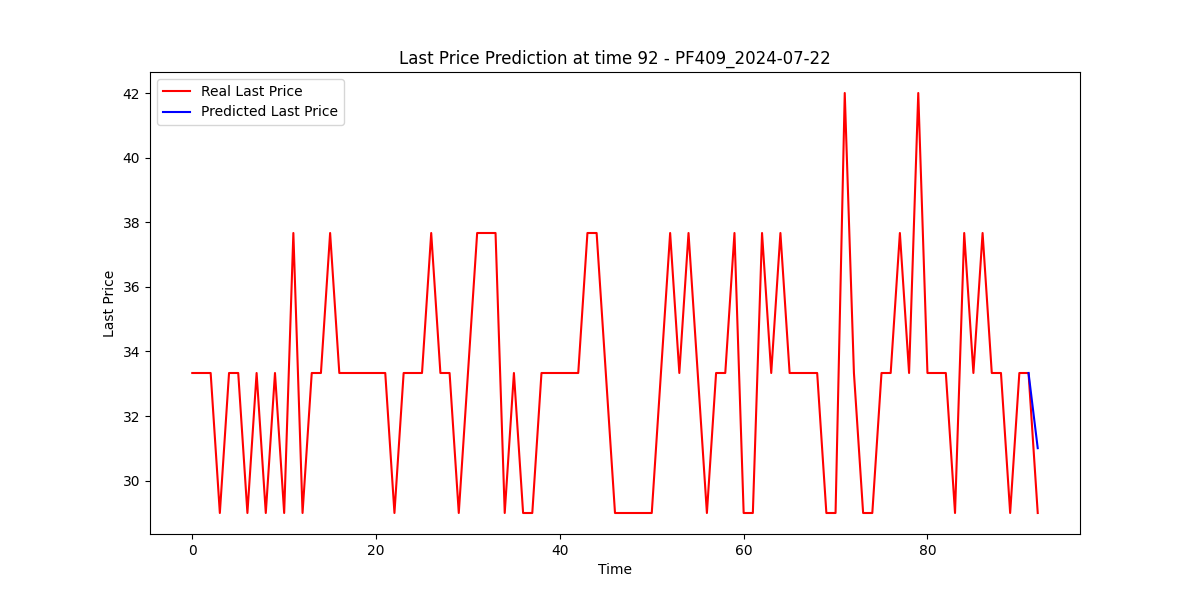 Last Price Prediction at time 92 - PF409_2024-07-22
Real Last Price
Predicted Last Price
Last Price
42
40
38
36
34
32
30
0 20 40 60 80
Time